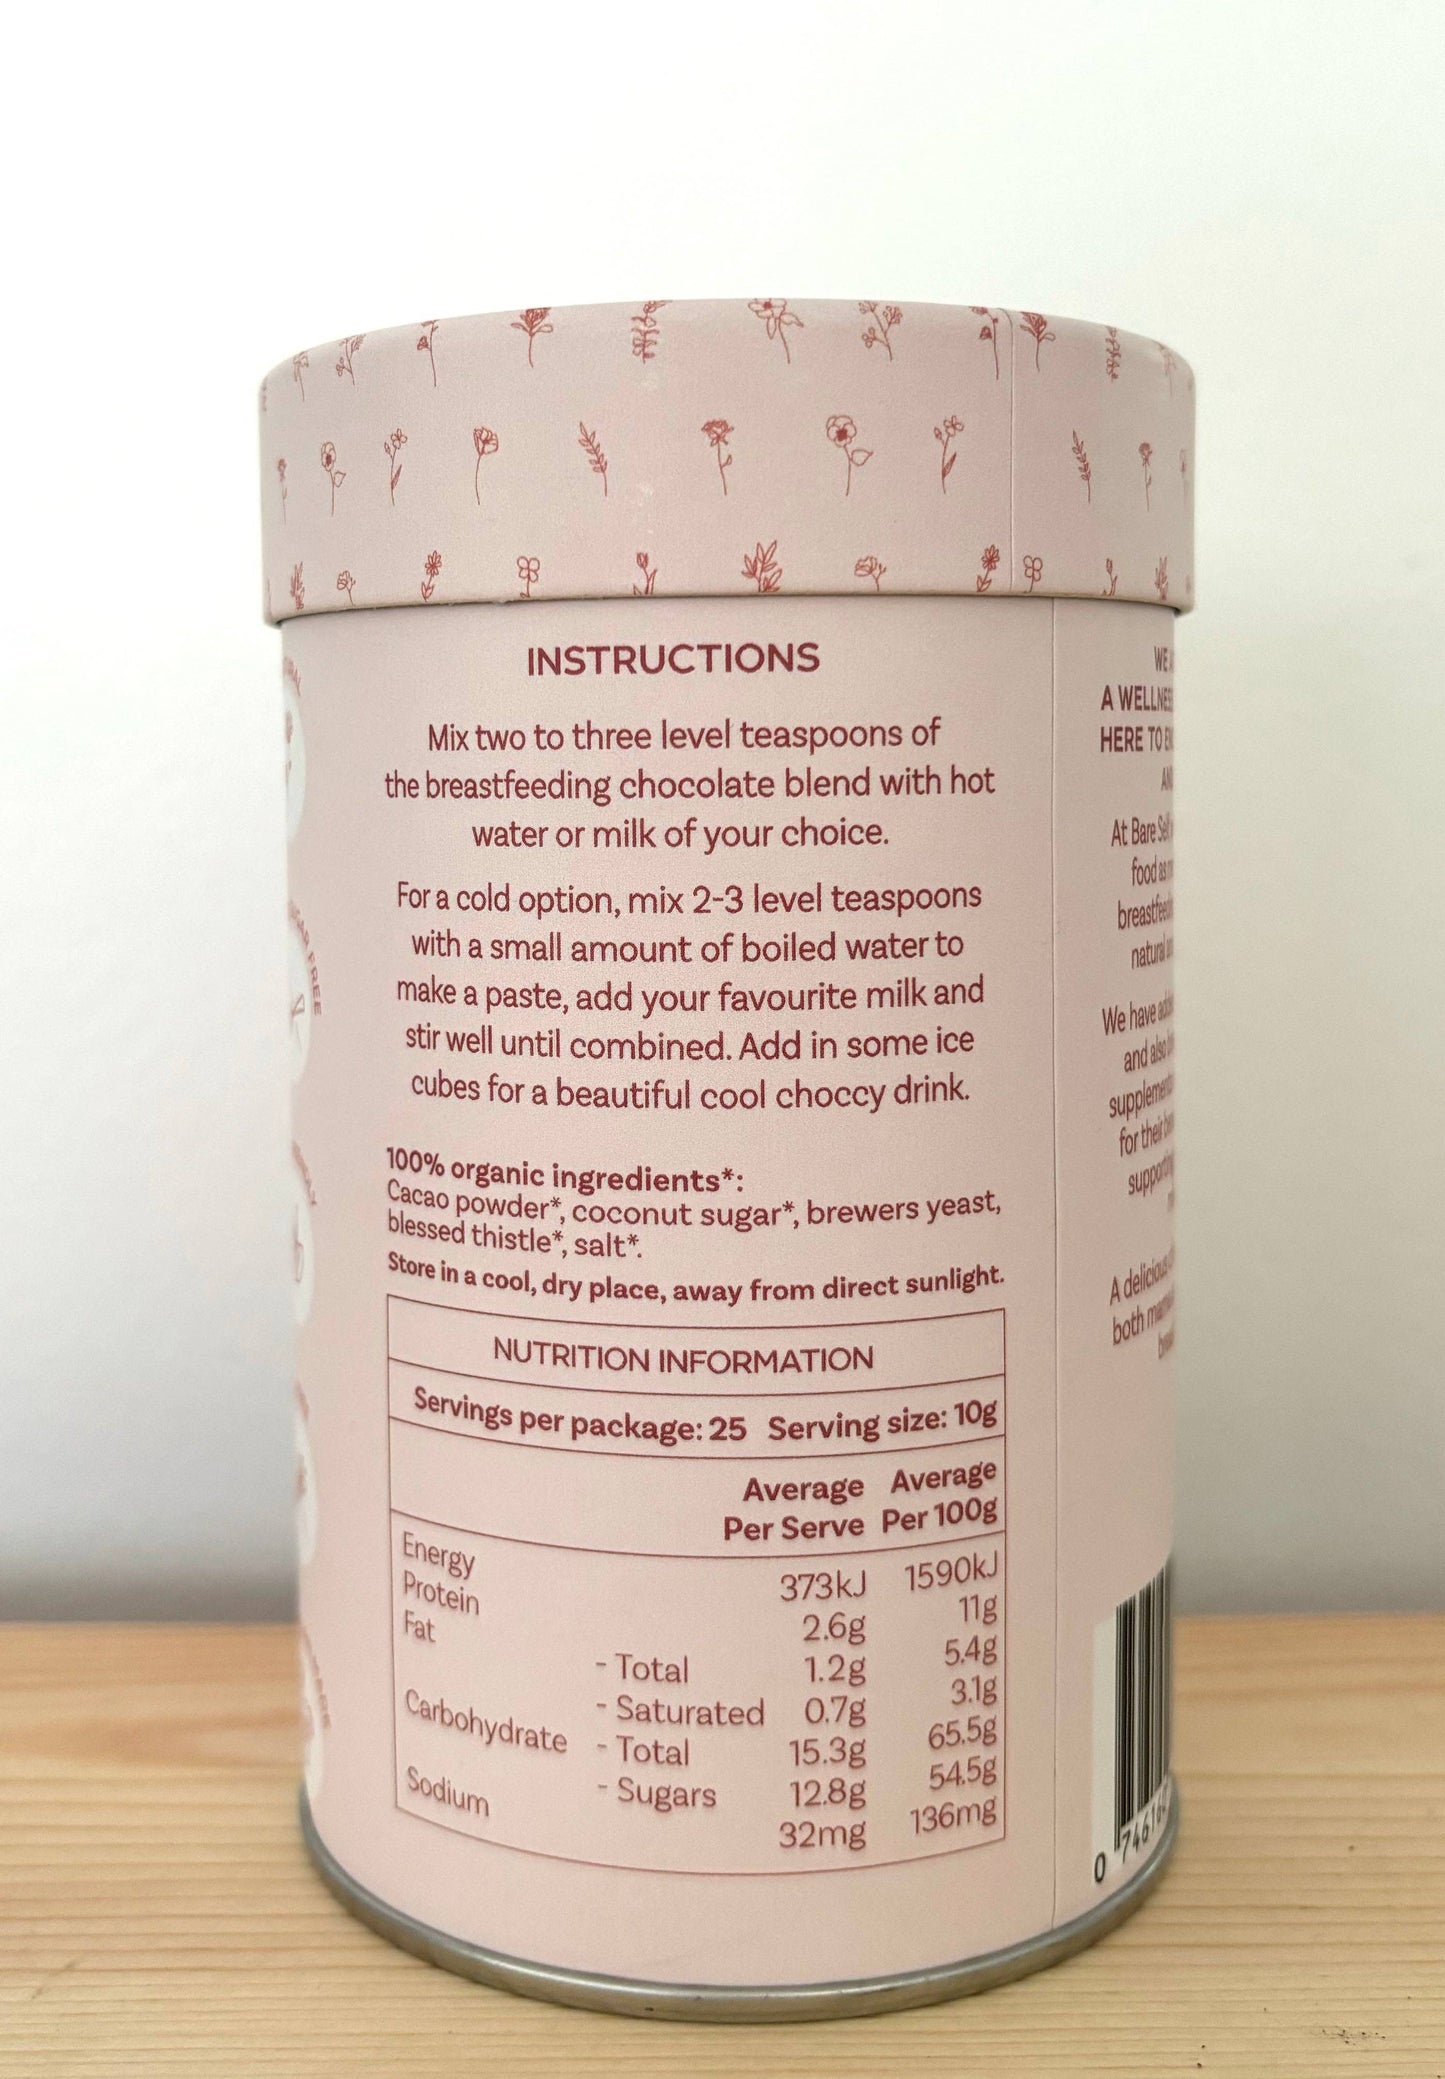 INSTRUCTIONS
Mix two to three level teaspoons of
the breastfeeding chocolate blend with hot
water or milk of your choice.
For a cold option, mix 2-3 level teaspoons
with a small amount of boiled water to
make a paste, add your favourite milk and
stir well until combined. Add in some ice
cubes for a beautiful cool choccy drink.
100% organic ingredients*:
Cacao powder*, coconut sugar*, brewers yeast,
blessed thistle*, salt*.
Store in a cool, dry place, away from direct sunlight.
NUTRITION INFORMATION
Servings per package: 25 Serving size: 10g
Average Average
Per Serve Per 100g
Energy 373kJ 1590kJ
Protein 2.6g 11g
Fat
- Total 1.2g 5.4g
- Saturated 0.7g 3.1g
Carbohydrate - Total 15.3g 65.5g
- Sugars 12.8g 54.5g
Sodium 32mg 136mg
FREE
WE
A
HERE TO
At Bare
food as
natural
We have
and also
for their
A delicious
both
0 74616